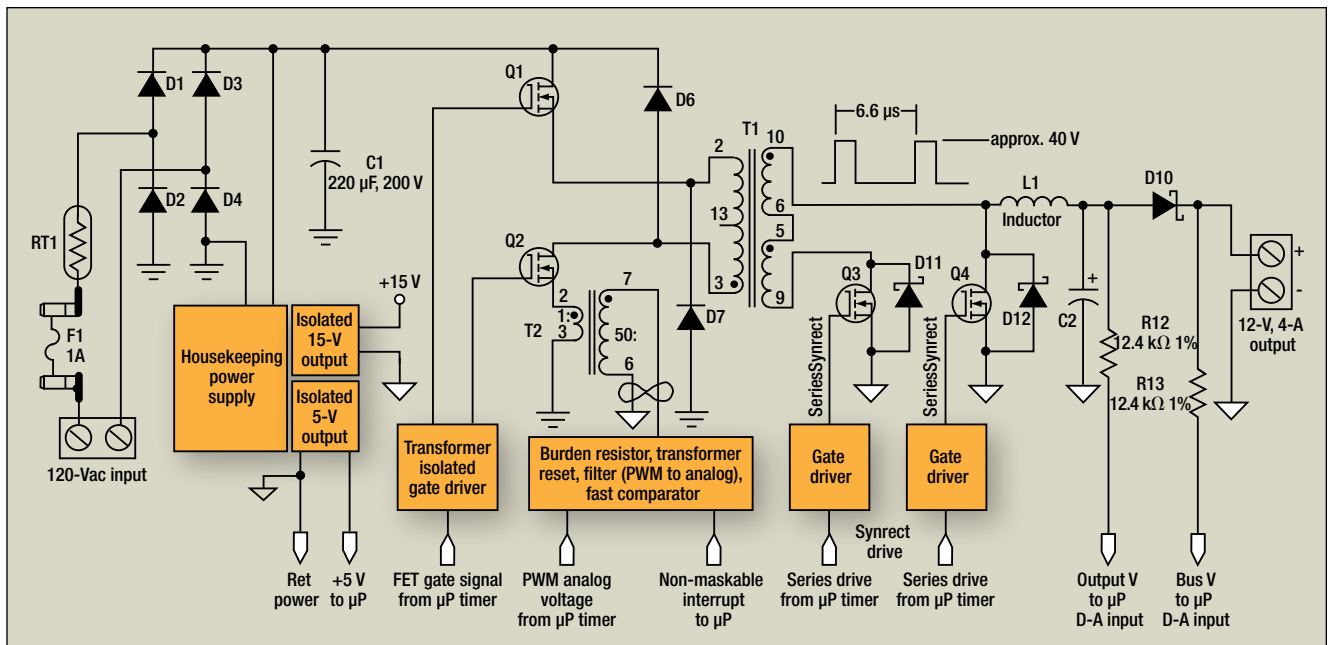 D1
D3
Q1
D6
6.6 µs
approx. 40 V
T1
10
2
C1
220 µF, 200 V
D2
D4
13
6
5
L1
Inductor
D10
RT1
Q2
3
9
Q3
D11
Q4
D12
C2
+
+
-
12-V, 4-A
output
+15 V
7
2
1:
3
T2
50:
6
D7
F1
1A
Housekeeping
power
supply
Isolated
15-V
output
Isolated
5-V
output
R12
12.4 kΩ 1%
R13
12.4 kΩ 1%
SeriesSynrect
SeriesSynrect
120-Vac input
Transformer
isolated
gate driver
Burden resistor, transformer
reset, filter (PWM to analog),
fast comparator
Gate
driver
Gate
driver
Synrect
drive
Ret
power
+5 V
to µP
FET gate signal
from µP timer
PWM analog
voltage
from µP timer
Non-maskable
interrupt
to µP
Series drive
from µP timer
Series drive
from µP timer
Output V
to µP
D-A input
Bus V
to µP
D-A input